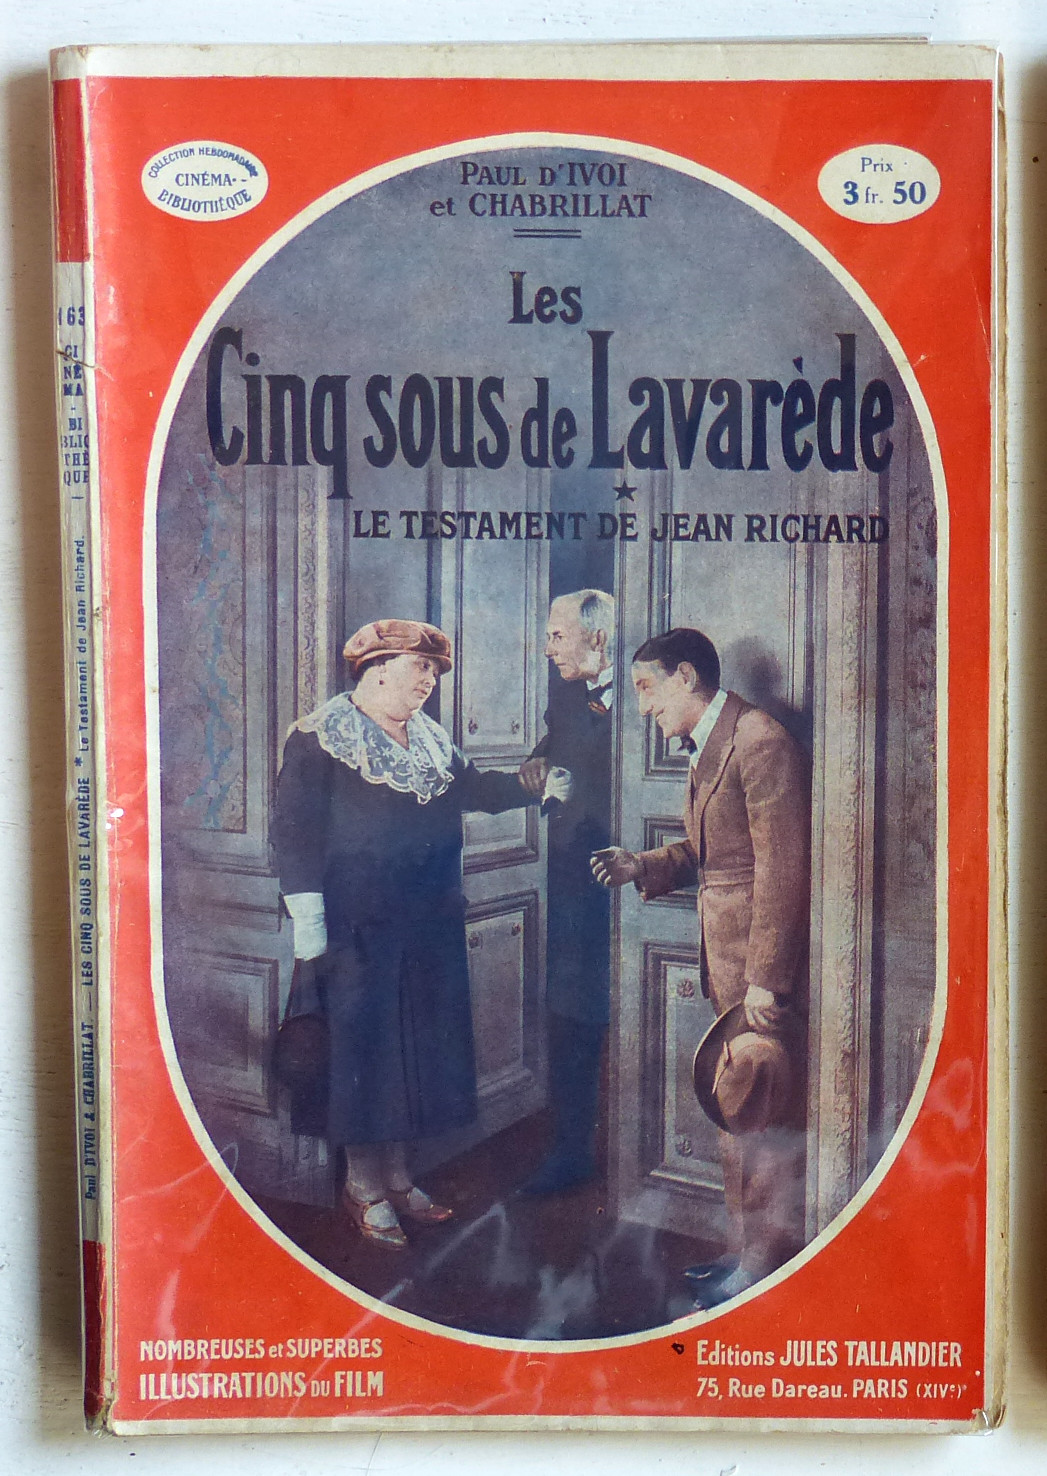 COLLECTION HEBDOMADAIRE
CINÉMA-
BIBLIOTHÈQUE
Prix
3 fr. 50
PAUL D'IVOI
et CHABRILLAT
Les
Cinq sous de Lavarède
★
LE TESTAMENT DE JEAN RICHARD
NOMBREUSES et SUPERBES
ILLUSTRATIONS DU FILM
Editions JULES TALLANDIER
75, Rue Dareau. PARIS (XIVe)
163
CI
NÉ
MA
-
BI
BLIO
THÈ
QUE
Paul D'IVOI & CHABRILLAT. — LES CINQ SOUS DE LAVARÈDE * Le Testament de Jean Richard.